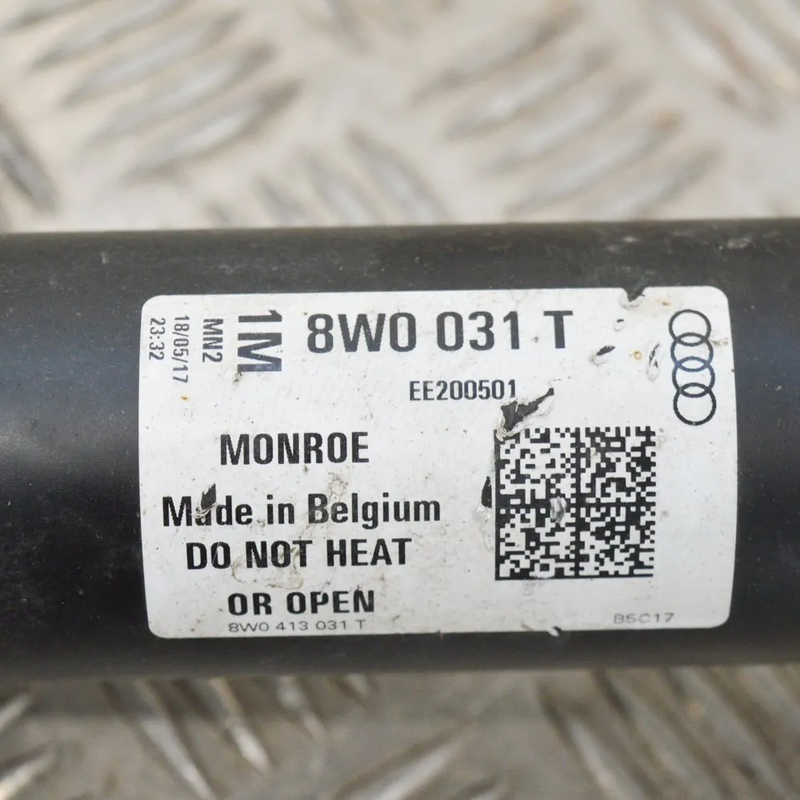 1M
MN2
18/05/17
23:32
8W0 031 T
EE200501
MONROE
Made in Belgium
DO NOT HEAT
OR OPEN
8W0 413 031 T
B5C17